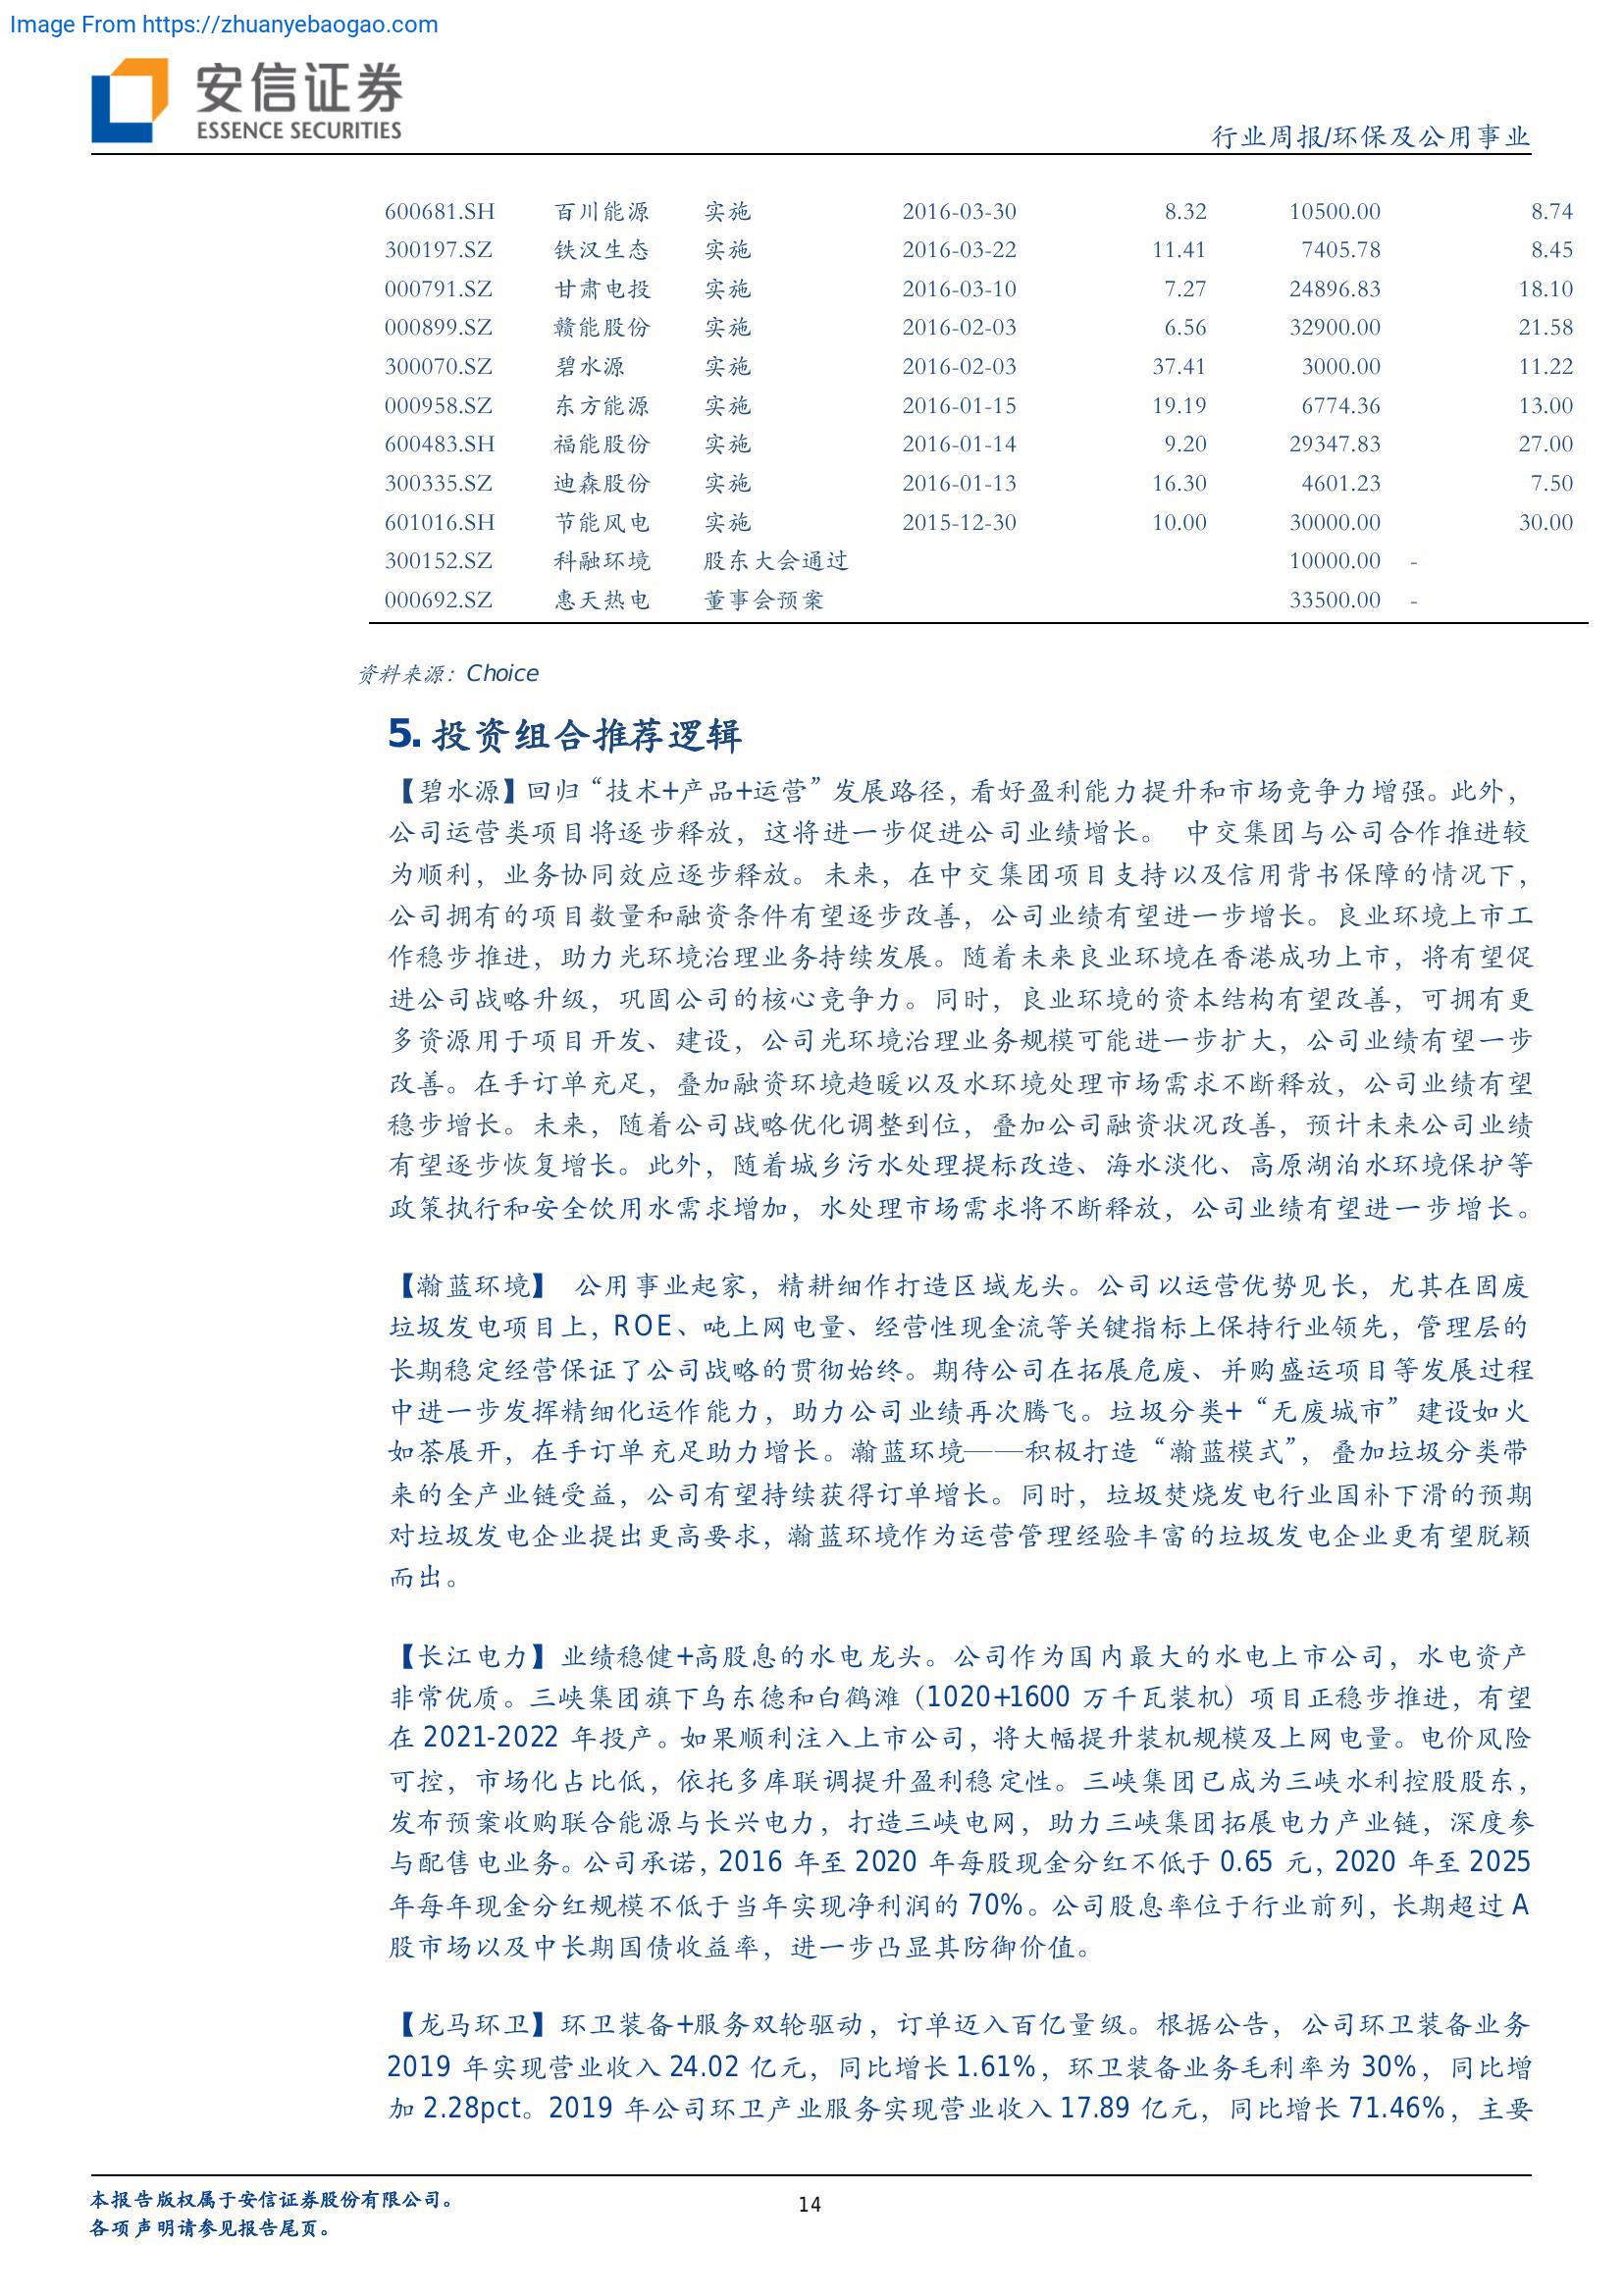 Image From https://zhuanyebaogao.com
安信证券
ESSENCE SECURITIES
行业周报/环保及公用事业
600681.SH 百川能源 实施 2016-03-30 8.32 10500.00 8.74
300197.SZ 铁汉生态 实施 2016-03-22 11.41 7405.78 8.45
000791.SZ 甘肃电投 实施 2016-03-10 7.27 24896.83 18.10
000899.SZ 赣能股份 实施 2016-02-03 6.56 32900.00 21.58
300070.SZ 碧水源 实施 2016-02-03 37.41 3000.00 11.22
000958.SZ 东方能源 实施 2016-01-15 19.19 6774.36 13.00
600483.SH 福能股份 实施 2016-01-14 9.20 29347.83 27.00
300335.SZ 迪森股份 实施 2016-01-13 16.30 4601.23 7.50
601016.SH 节能风电 实施 2015-12-30 10.00 30000.00 30.00
300152.SZ 科融环境 股东大会通过 10000.00 -
000692.SZ 惠天热电 董事会预案 33500.00 -
资料来源：Choice
5. 投资组合推荐逻辑
【碧水源】回归“技术+产品+运营”发展路径，看好盈利能力提升和市场竞争力增强。此外，
公司运营类项目将逐步释放，这将进一步促进公司业绩增长。 中交集团与公司合作推进较
为顺利，业务协同效应逐步释放。未来，在中交集团项目支持以及信用背书保障的情况下，
公司拥有的项目数量和融资条件有望逐步改善，公司业绩有望进一步增长。良业环境上市工
作稳步推进，助力光环境治理业务持续发展。随着未来良业环境在香港成功上市，将有望促
进公司战略升级，巩固公司的核心竞争力。同时，良业环境的资本结构有望改善，可拥有更
多资源用于项目开发、建设，公司光环境治理业务规模可能进一步扩大，公司业绩有望一步
改善。在手订单充足，叠加融资环境趋暖以及水环境处理市场需求不断释放，公司业绩有望
稳步增长。未来，随着公司战略优化调整到位，叠加公司融资状况改善，预计未来公司业绩
有望逐步恢复增长。此外，随着城乡污水处理提标改造、海水淡化、高原湖泊水环境保护等
政策执行和安全饮用水需求增加，水处理市场需求将不断释放，公司业绩有望进一步增长。
【瀚蓝环境】 公用事业起家，精耕细作打造区域龙头。公司以运营优势见长，尤其在固废
垃圾发电项目上，ROE、吨上网电量、经营性现金流等关键指标上保持行业领先，管理层的
长期稳定经营保证了公司战略的贯彻始终。期待公司在拓展危废、并购盛运项目等发展过程
中进一步发挥精细化运作能力，助力公司业绩再次腾飞。垃圾分类+“无废城市”建设如火
如荼展开，在手订单充足助力增长。瀚蓝环境——积极打造“瀚蓝模式”，叠加垃圾分类带
来的全产业链受益，公司有望持续获得订单增长。同时，垃圾焚烧发电行业国补下滑的预期
对垃圾发电企业提出更高要求，瀚蓝环境作为运营管理经验丰富的垃圾发电企业更有望脱颖
而出。
【长江电力】业绩稳健+高股息的水电龙头。公司作为国内最大的水电上市公司，水电资产
非常优质。三峡集团旗下乌东德和白鹤滩（1020+1600 万千瓦装机）项目正稳步推进，有望
在 2021-2022 年投产。如果顺利注入上市公司，将大幅提升装机规模及上网电量。电价风险
可控，市场化占比低，依托多库联调提升盈利稳定性。三峡集团已成为三峡水利控股股东，
发布预案收购联合能源与长兴电力，打造三峡电网，助力三峡集团拓展电力产业链，深度参
与配售电业务。公司承诺，2016 年至 2020 年每股现金分红不低于 0.65 元，2020 年至 2025
年每年现金分红规模不低于当年实现净利润的 70%。公司股息率位于行业前列，长期超过 A
股市场以及中长期国债收益率，进一步凸显其防御价值。
【龙马环卫】环卫装备+服务双轮驱动，订单迈入百亿量级。根据公告，公司环卫装备业务
2019 年实现营业收入 24.02 亿元，同比增长 1.61%，环卫装备业务毛利率为 30%，同比增
加 2.28pct。2019 年公司环卫产业服务实现营业收入 17.89 亿元，同比增长 71.46%，主要
本报告版权属于安信证券股份有限公司。
各项声明请参见报告尾页。
14